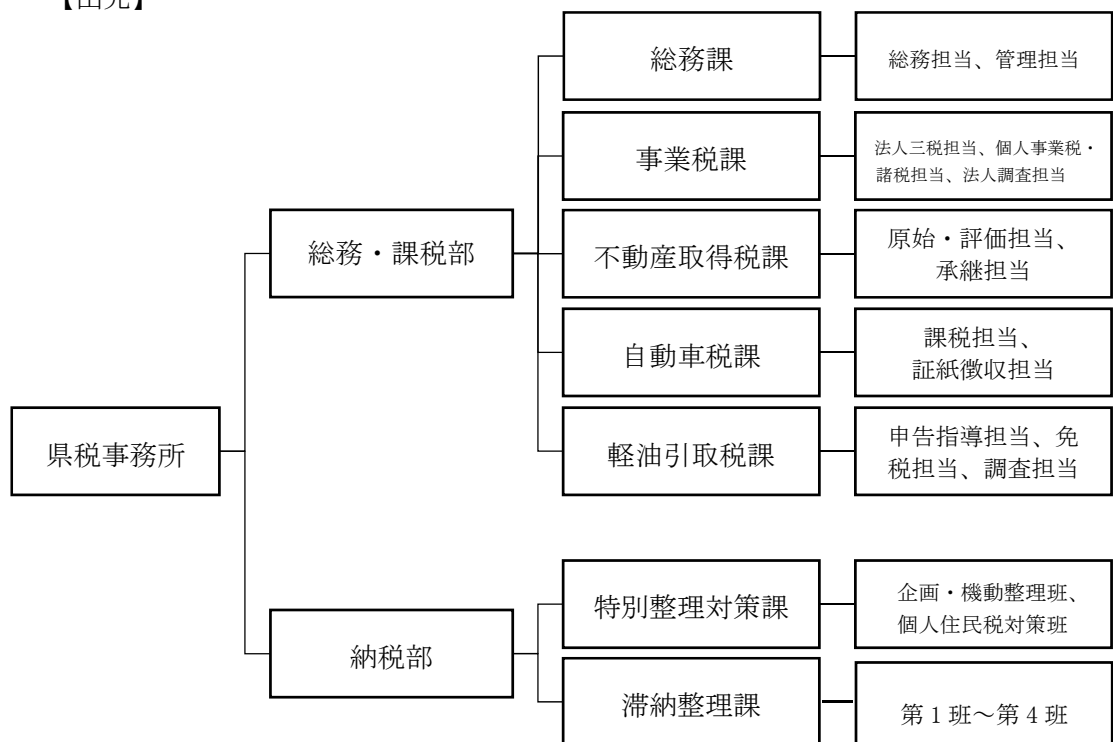 総務課
総務担当、管理担当
事業税課
法人三税担当、個人事業税・
諸税担当、法人調査担当
総務・課税部
不動産取得税課
原始・評価担当、
承継担当
自動車税課
課税担当、
証紙徴収担当
県税事務所
軽油引取税課
申告指導担当、免
税担当、調査担当
特別整理対策課
企画・機動整理班、
個人住民税対策班
納税部
滞納整理課
第1班～第4班